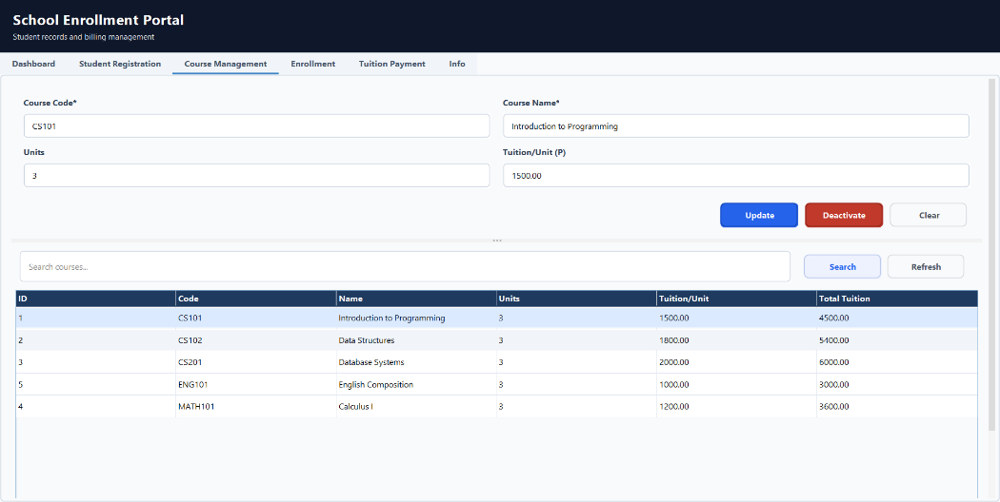 School Enrollment Portal
Student records and billing management
Dashboard Student Registration Course Management Enrollment Tuition Payment Info
Course Code* Course Name*
CS101 Introduction to Programming
Units Tuition/Unit (P)
3 1500.00
Update Deactivate Clear
Search courses... Search Refresh
ID Code Name Units Tuition/Unit Total Tuition
1 CS101 Introduction to Programming 3 1500.00 4500.00
2 CS102 Data Structures 3 1800.00 5400.00
3 CS201 Database Systems 3 2000.00 6000.00
5 ENG101 English Composition 3 1000.00 3000.00
4 MATH101 Calculus I 3 1200.00 3600.00